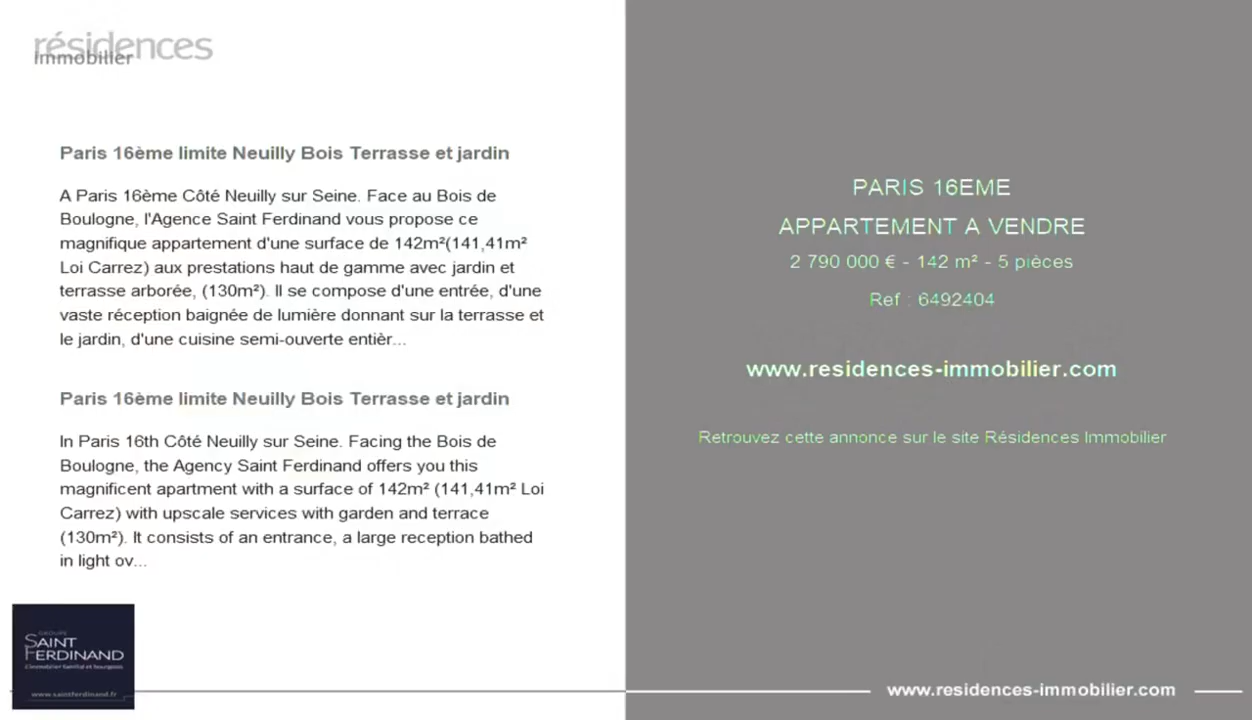 résidences
immobilier
Paris 16ème limite Neuilly Bois Terrasse et jardin
A Paris 16ème Côté Neuilly sur Seine. Face au Bois de
Boulogne, l'Agence Saint Ferdinand vous propose ce
magnifique appartement d'une surface de 142m²(141,41m²
Loi Carrez) aux prestations haut de gamme avec jardin et
terrasse arborée, (130m²). Il se compose d'une entrée, d'une
vaste réception baignée de lumière donnant sur la terrasse et
le jardin, d'une cuisine semi-ouverte entièr...
Paris 16ème limite Neuilly Bois Terrasse et jardin
In Paris 16th Côté Neuilly sur Seine. Facing the Bois de
Boulogne, the Agency Saint Ferdinand offers you this
magnificent apartment with a surface of 142m² (141,41m² Loi
Carrez) with upscale services with garden and terrace
(130m²). It consists of an entrance, a large reception bathed
in light ov...
GROUPE
SAINT
FERDINAND
L'immobilier familial et bourgeois
www.saintferdinand.fr
PARIS 16EME
APPARTEMENT A VENDRE
2 790 000 € - 142 m² - 5 pièces
Ref : 6492404
www.residences-immobilier.com
Retrouvez cette annonce sur le site Résidences Immobilier
www.residences-immobilier.com